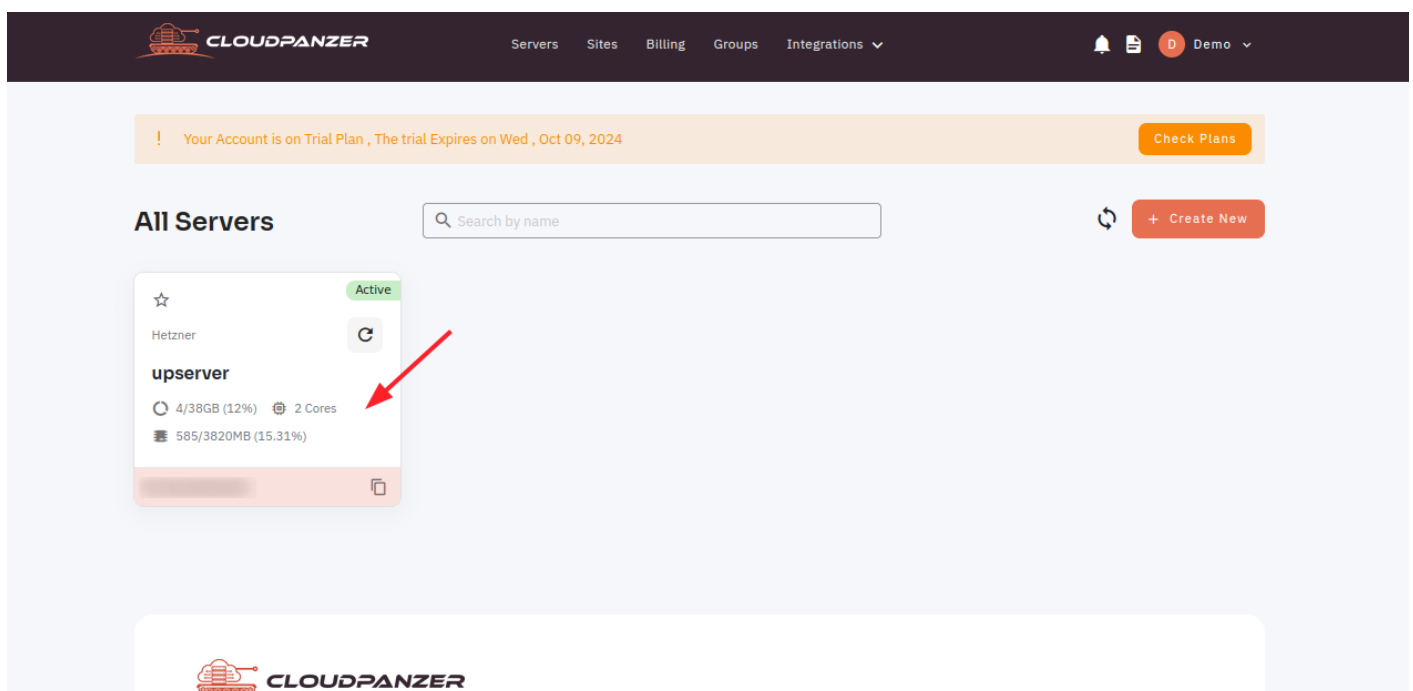 CLOUDPANZER
Servers Sites Billing Groups Integrations
D Demo
! Your Account is on Trial Plan , The trial Expires on Wed , Oct 09, 2024
Check Plans
All Servers
Search by name
+ Create New
Active
Hetzner
upserver
4/38GB (12%) 2 Cores
585/3820MB (15.31%)
CLOUDPANZER